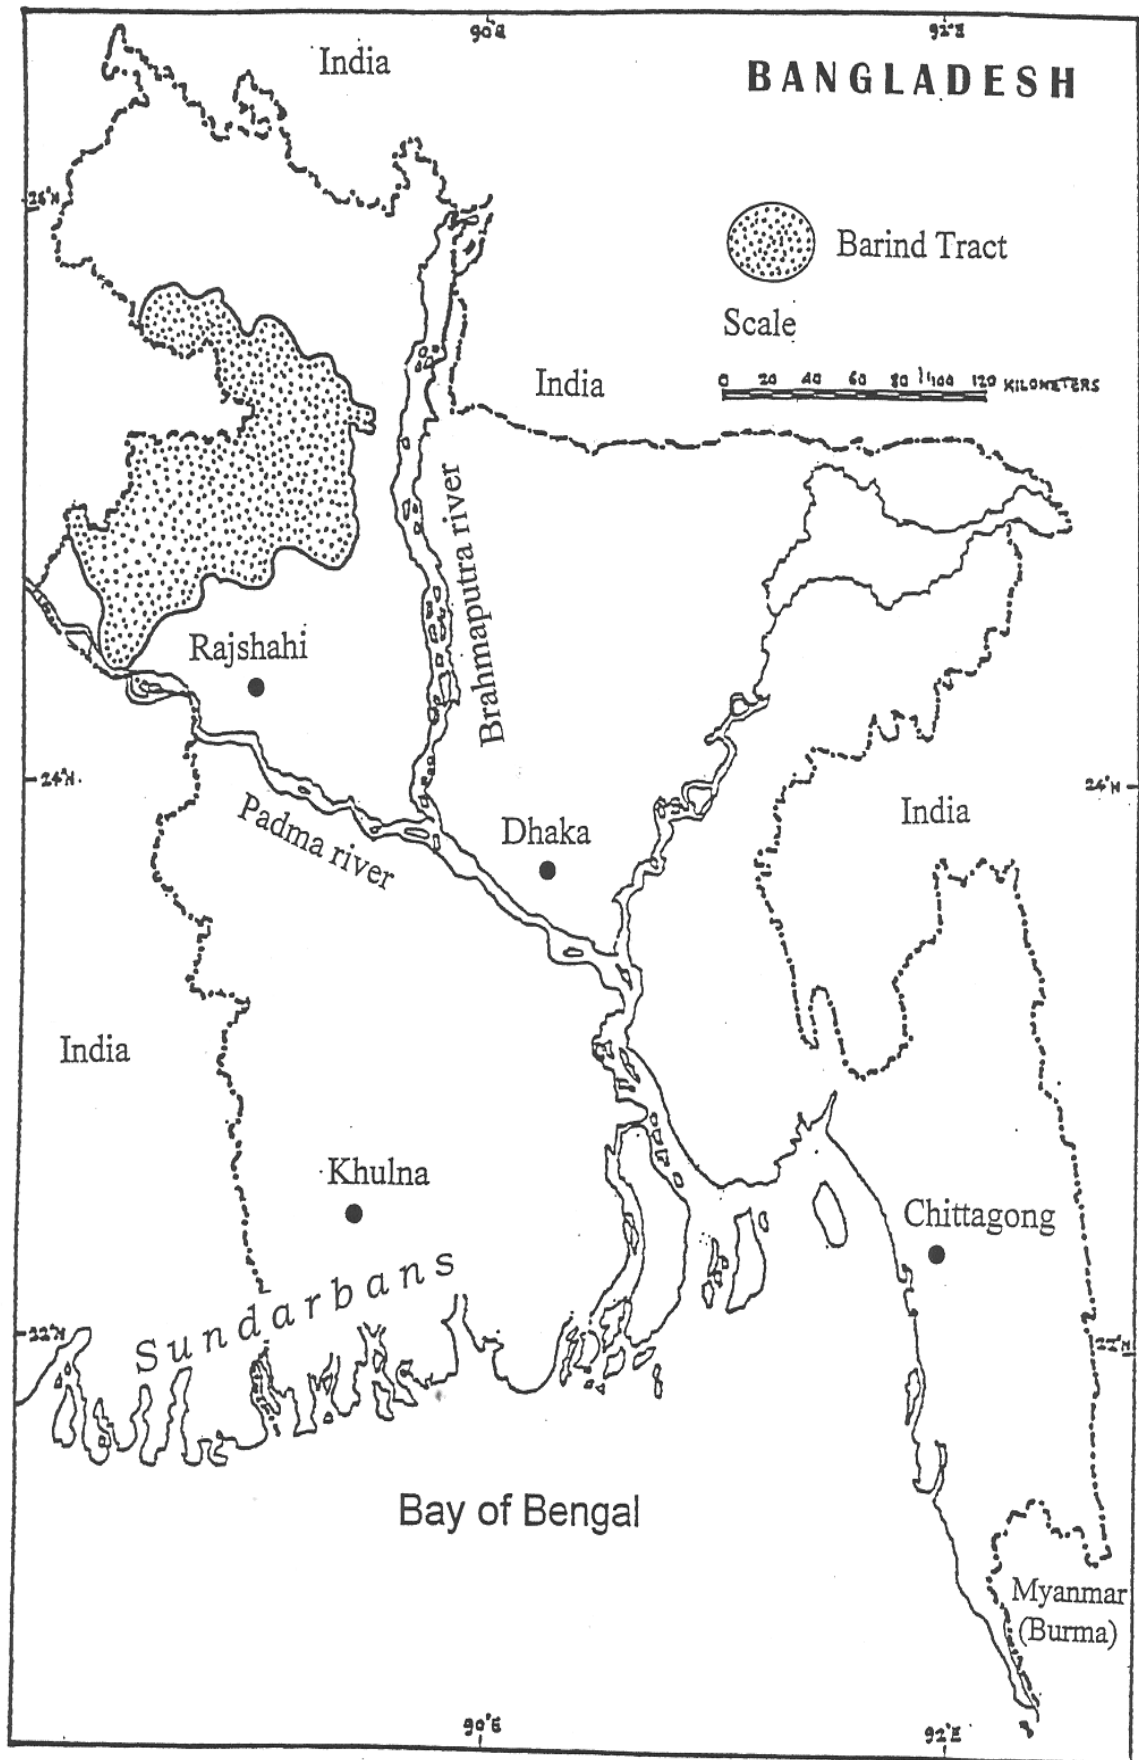 90°E
92°E
India
BANGLADESH
26°N
Barind Tract
Scale
India
0 20 40 60 80 100 120 KILOMETERS
Brahmaputra river
Rajshahi
24°N
24°N
Padma river
Dhaka
India
India
Khulna
Chittagong
Sundarbans
22°N
22°N
Bay of Bengal
Myanmar
(Burma)
90°E
92°E